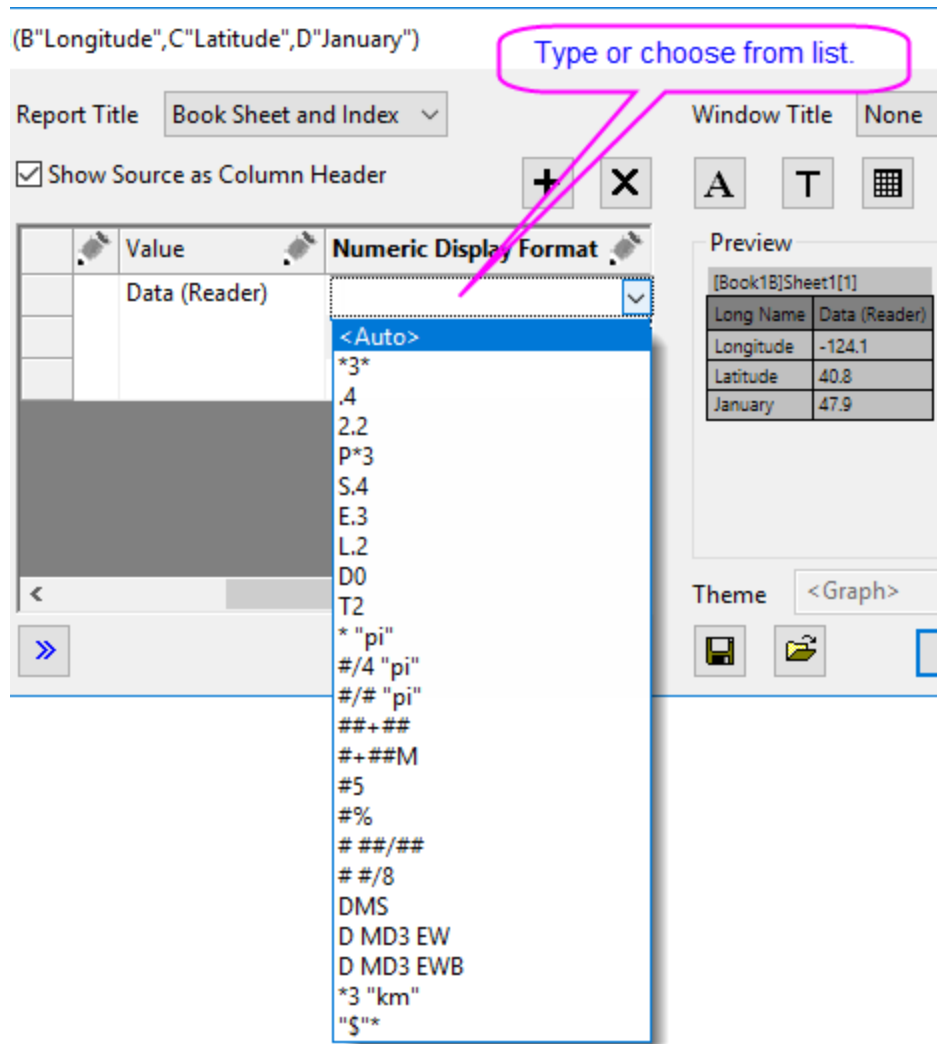 (B"Longitude",C"Latitude",D"January")
Type or choose from list.
Report Title Book Sheet and Index Window Title None
Show Source as Column Header
A T
Value Numeric Display Format Preview
Data (Reader)
[Book1B]Sheet1[1]
Long Name Data (Reader)
Longitude -124.1
Latitude 40.8
January 47.9
<Auto>
*3*
.4
2.2
P*3
S.4
E.3
L.2
D0
T2
* "pi"
#/4 "pi"
#/# "pi"
##+##
#+##M
#5
#%
# ##/##
# #/8
DMS
D MD3 EW
D MD3 EWB
*3 "km"
"$"*
Theme <Graph>